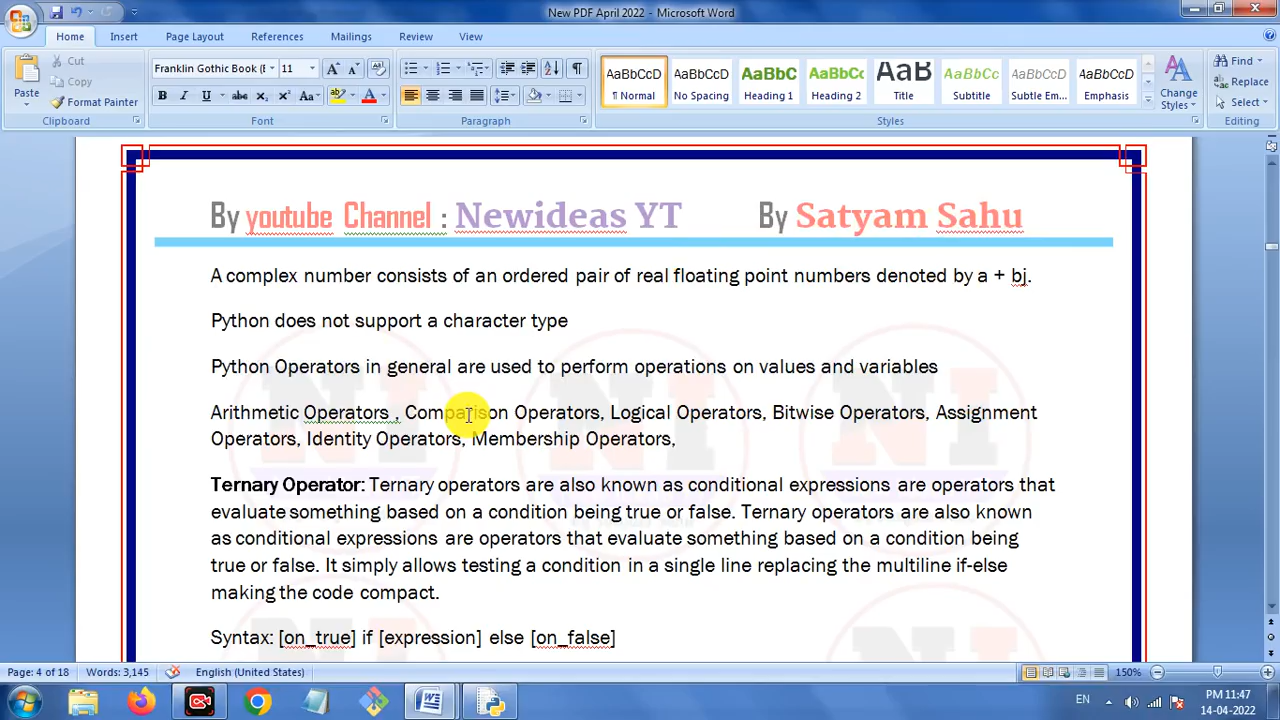 New PDF April 2022 - Microsoft Word
Home Insert Page Layout References Mailings Review View
Paste
Cut
Copy
Format Painter
Clipboard
Franklin Gothic Book (E 11
Font
Paragraph
AaBbCcD AaBbCcD AaBbC AaBbCc AaB AaBbCc AaBbCcD AaBbCcD
¶ Normal No Spacing Heading 1 Heading 2 Title Subtitle Subtle Em... Emphasis
Change Styles
Styles
Find
Replace
Select
Editing
By youtube Channel : Newideas YT By Satyam Sahu
A complex number consists of an ordered pair of real floating point numbers denoted by a + bj.
Python does not support a character type
Python Operators in general are used to perform operations on values and variables
Arithmetic Operators , Comparison Operators, Logical Operators, Bitwise Operators, Assignment
Operators, Identity Operators, Membership Operators,
Ternary Operator: Ternary operators are also known as conditional expressions are operators that
evaluate something based on a condition being true or false. Ternary operators are also known
as conditional expressions are operators that evaluate something based on a condition being
true or false. It simply allows testing a condition in a single line replacing the multiline if-else
making the code compact.
Syntax: [on_true] if [expression] else [on_false]
Page: 4 of 18 Words: 3,145 English (United States) 150%
EN PM 11:47
14-04-2022